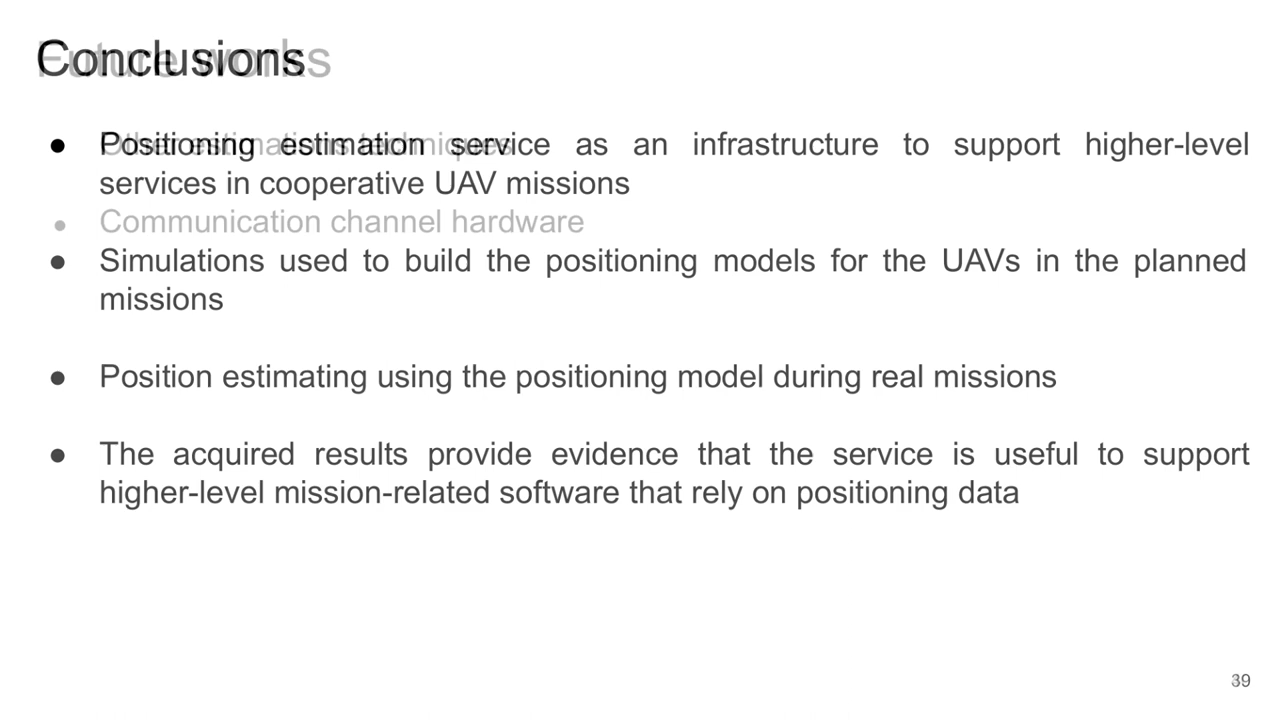 Conclusions
Future works
● Positioning estimation service as an infrastructure to support higher-level
services in cooperative UAV missions
● Communication channel hardware
● Simulations used to build the positioning models for the UAVs in the planned
missions
● Position estimating using the positioning model during real missions
● The acquired results provide evidence that the service is useful to support
higher-level mission-related software that rely on positioning data
39